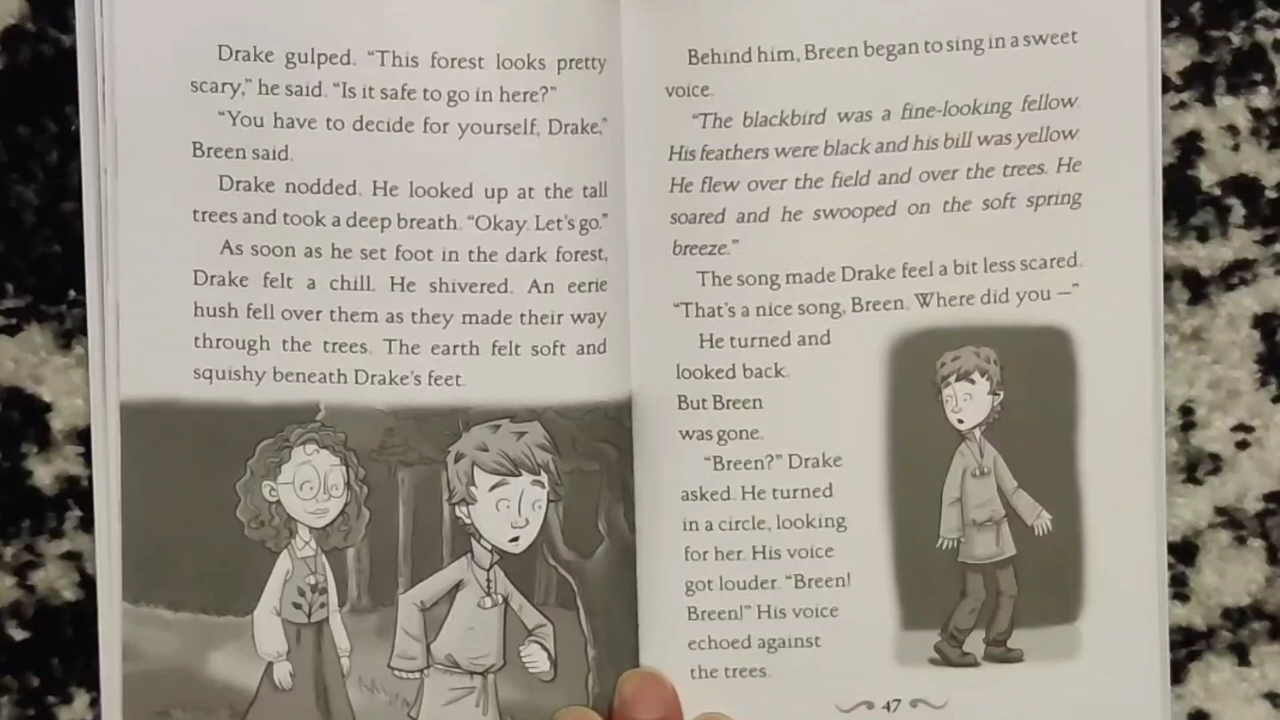 Drake gulped. “This forest looks pretty
scary,” he said. “Is it safe to go in here?”
“You have to decide for yourself, Drake,”
Breen said.
Drake nodded. He looked up at the tall
trees and took a deep breath. “Okay. Let’s go.”
As soon as he set foot in the dark forest,
Drake felt a chill. He shivered. An eerie
hush fell over them as they made their way
through the trees. The earth felt soft and
squishy beneath Drake’s feet.
Behind him, Breen began to sing in a sweet
voice.
“The blackbird was a fine-looking fellow.
His feathers were black and his bill was yellow.
He flew over the field and over the trees. He
soared and he swooped on the soft spring
breeze.”
The song made Drake feel a bit less scared.
“That’s a nice song, Breen. Where did you —”
He turned and
looked back.
But Breen
was gone.
“Breen?” Drake
asked. He turned
in a circle, looking
for her. His voice
got louder. “Breen!
Breen!” His voice
echoed against
the trees.
47